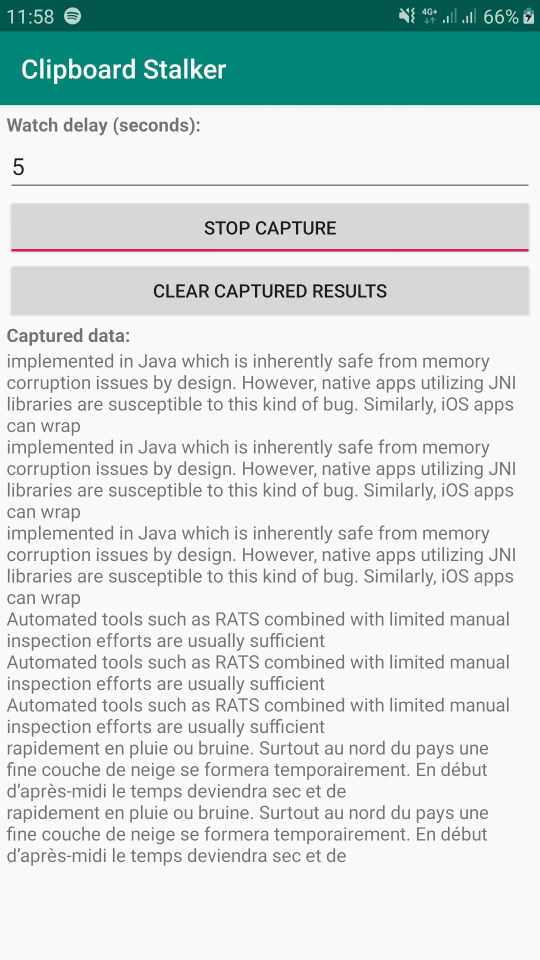 11:58
4G+
66%
Clipboard Stalker
Watch delay (seconds):
5
STOP CAPTURE
CLEAR CAPTURED RESULTS
Captured data:
implemented in Java which is inherently safe from memory
corruption issues by design. However, native apps utilizing JNI
libraries are susceptible to this kind of bug. Similarly, iOS apps
can wrap
implemented in Java which is inherently safe from memory
corruption issues by design. However, native apps utilizing JNI
libraries are susceptible to this kind of bug. Similarly, iOS apps
can wrap
implemented in Java which is inherently safe from memory
corruption issues by design. However, native apps utilizing JNI
libraries are susceptible to this kind of bug. Similarly, iOS apps
can wrap
Automated tools such as RATS combined with limited manual
inspection efforts are usually sufficient
Automated tools such as RATS combined with limited manual
inspection efforts are usually sufficient
Automated tools such as RATS combined with limited manual
inspection efforts are usually sufficient
rapidement en pluie ou bruine. Surtout au nord du pays une
fine couche de neige se formera temporairement. En début
d’après-midi le temps deviendra sec et de
rapidement en pluie ou bruine. Surtout au nord du pays une
fine couche de neige se formera temporairement. En début
d’après-midi le temps deviendra sec et de